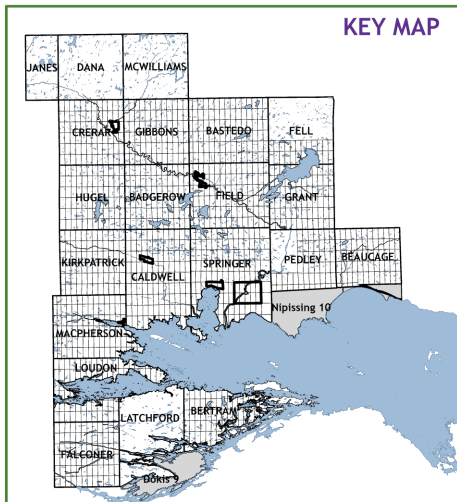 KEY MAP
JANES DANA MCWILLIAMS
CRERAR GIBBONS BASTEDO FELL
HUGEL BADGEROW FIELD GRANT
KIRKPATRICK CALDWELL SPRINGER PEDLEY BEAUCAGE
Nipissing 10
MACPHERSON
LOUDON
LATCHFORD BERTRAM
FALCONER
Dokis 9